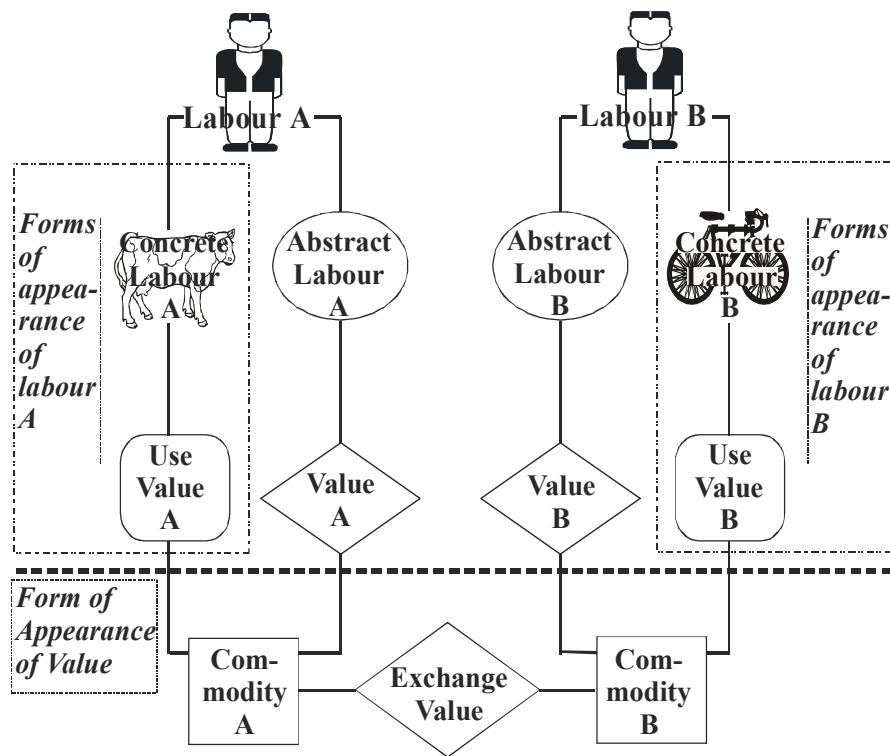 Labour A
Labour B
Forms
of
appea-
rance
of
labour
A
Concrete
Labour
A
Abstract
Labour
A
Abstract
Labour
B
Concrete
Labour
B
Forms
of
appea-
rance
of
labour
B
Use
Value
A
Value
A
Value
B
Use
Value
B
Form of
Appearance
of Value
Com-
modity
A
Exchange
Value
Com-
modity
B